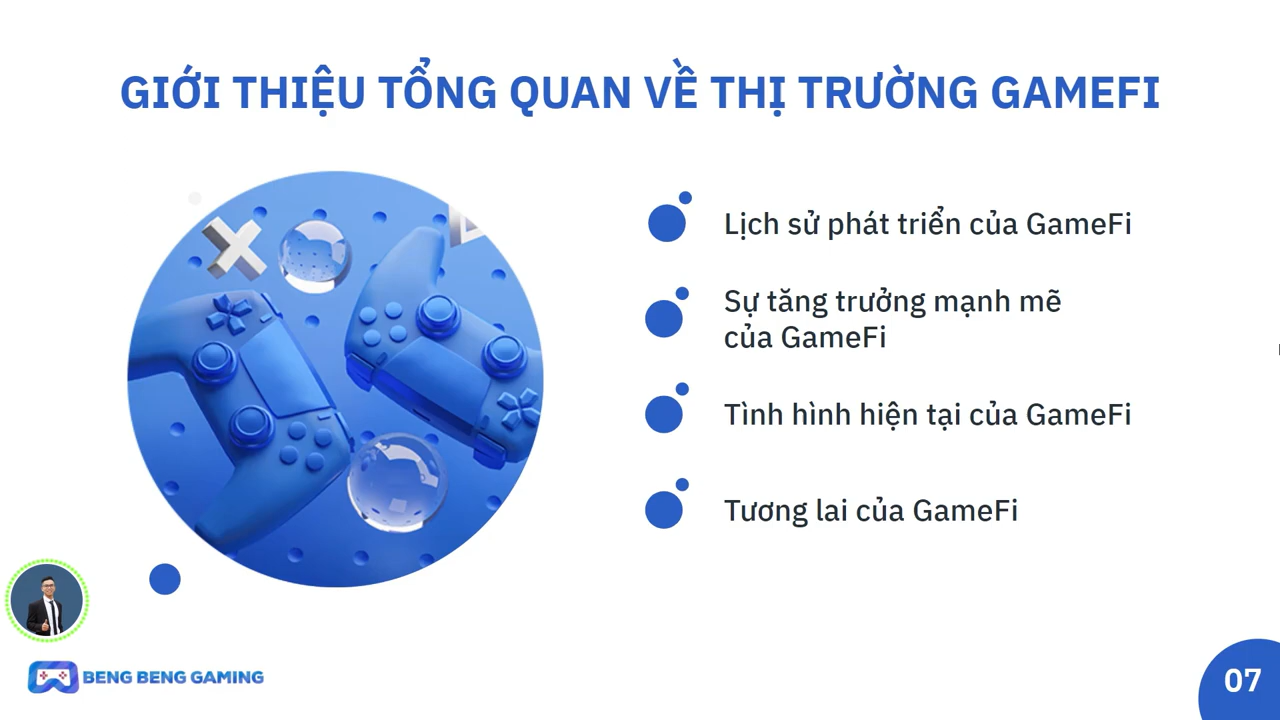 GIỚI THIỆU TỔNG QUAN VỀ THỊ TRƯỜNG GAMEFI
Lịch sử phát triển của GameFi
Sự tăng trưởng mạnh mẽ
của GameFi
Tình hình hiện tại của GameFi
Tương lai của GameFi
BENG BENG GAMING
07